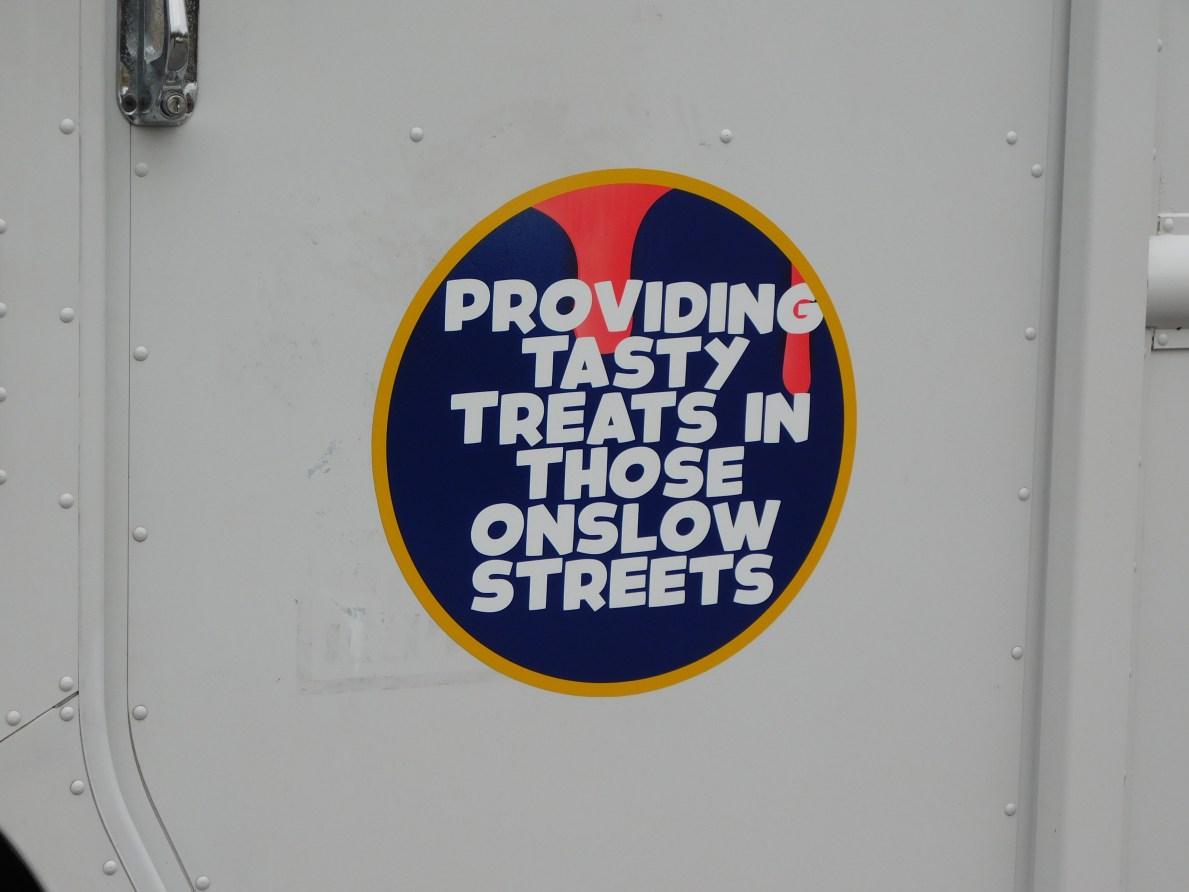 PROVIDING
TASTY
TREATS IN
THOSE
ONSLOW
STREETS